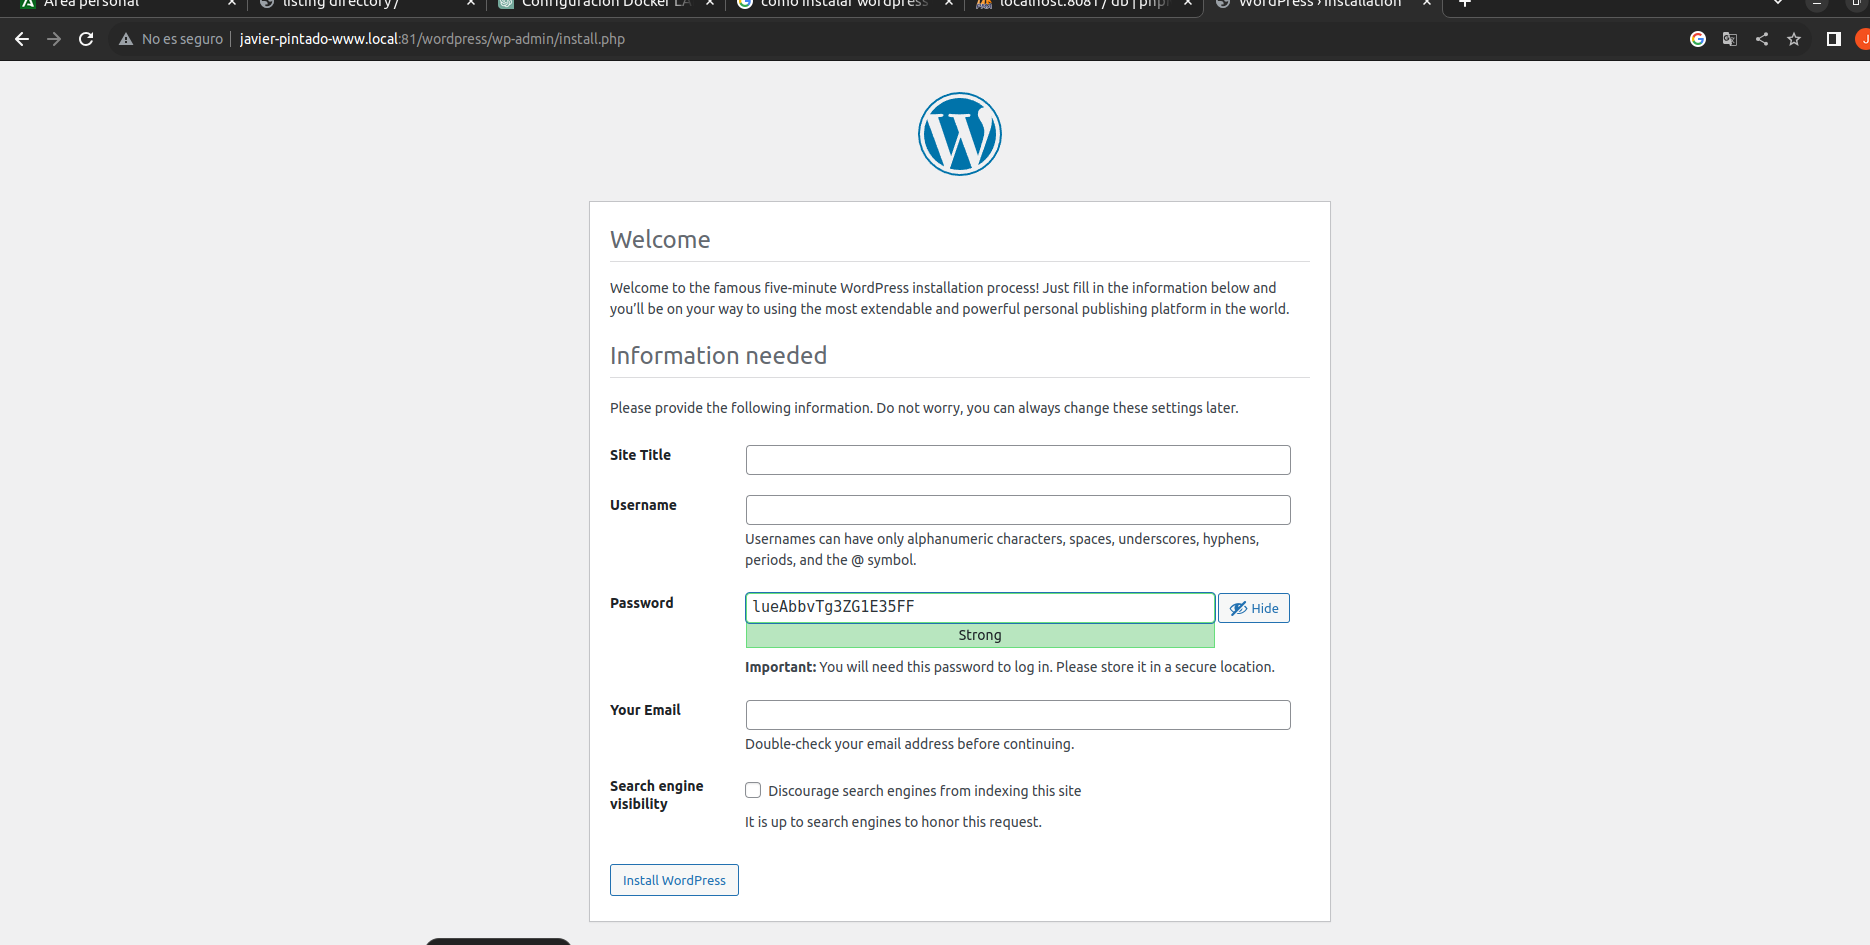 Área personal
listing directory /
Configuración Docker LA
como instalar wordpress
localhost:8081 / db | php
WordPress › Installation
No es seguro | javier-pintado-www.local:81/wordpress/wp-admin/install.php
Welcome
Welcome to the famous five-minute WordPress installation process! Just fill in the information below and
you’ll be on your way to using the most extendable and powerful personal publishing platform in the world.
Information needed
Please provide the following information. Do not worry, you can always change these settings later.
Site Title
Username
Usernames can have only alphanumeric characters, spaces, underscores, hyphens,
periods, and the @ symbol.
Password
lueAbbvTg3ZG1E35FF
Hide
Strong
Important: You will need this password to log in. Please store it in a secure location.
Your Email
Double-check your email address before continuing.
Search engine
visibility
Discourage search engines from indexing this site
It is up to search engines to honor this request.
Install WordPress